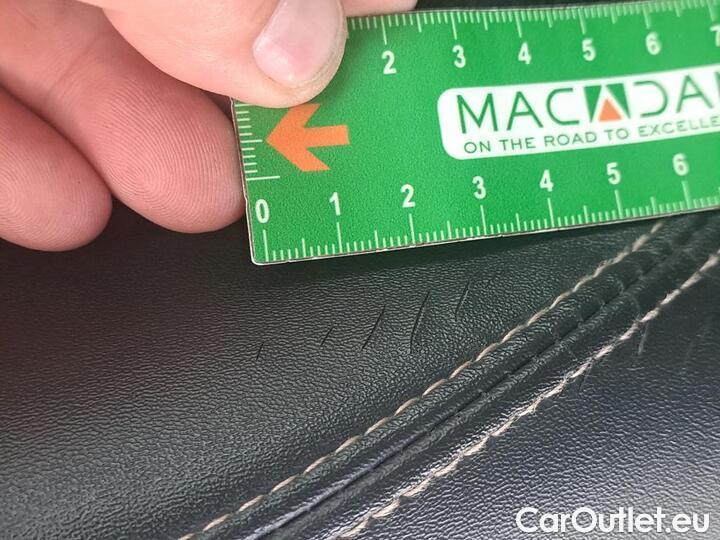 2 3 4 5 6 7
MACADA
ON THE ROAD TO EXCELLE
0 1 2 3 4 5 6
CarOutlet.eu